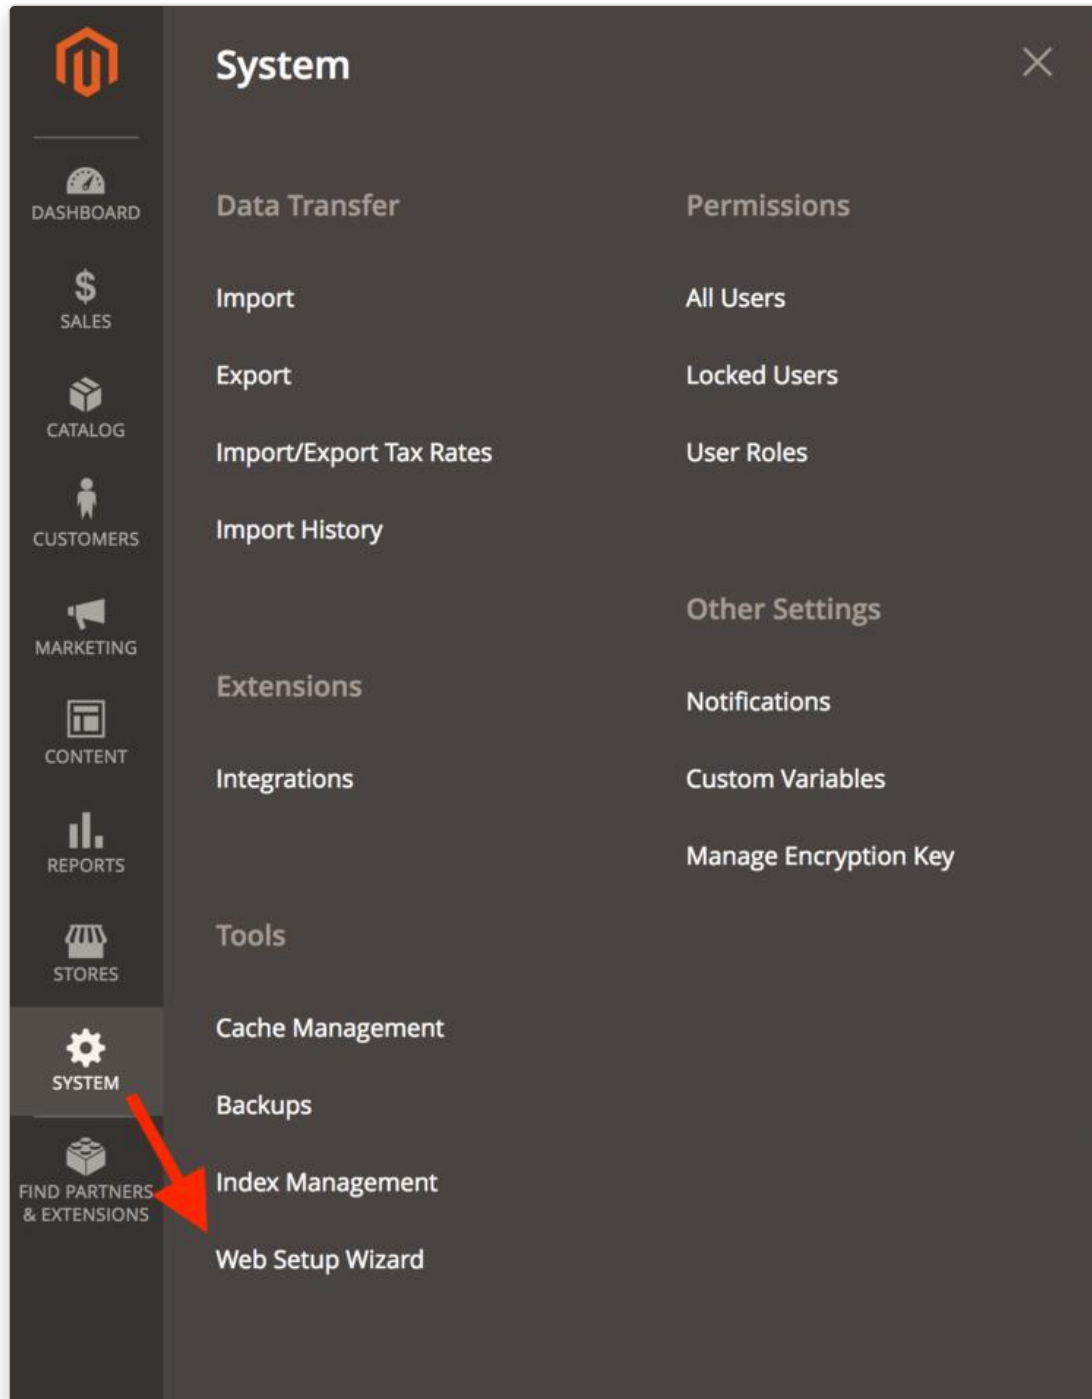 DASHBOARD
SALES
CATALOG
CUSTOMERS
MARKETING
CONTENT
REPORTS
STORES
SYSTEM
FIND PARTNERS
& EXTENSIONS
System
Data Transfer
Import
Export
Import/Export Tax Rates
Import History
Extensions
Integrations
Tools
Cache Management
Backups
Index Management
Web Setup Wizard
Permissions
All Users
Locked Users
User Roles
Other Settings
Notifications
Custom Variables
Manage Encryption Key